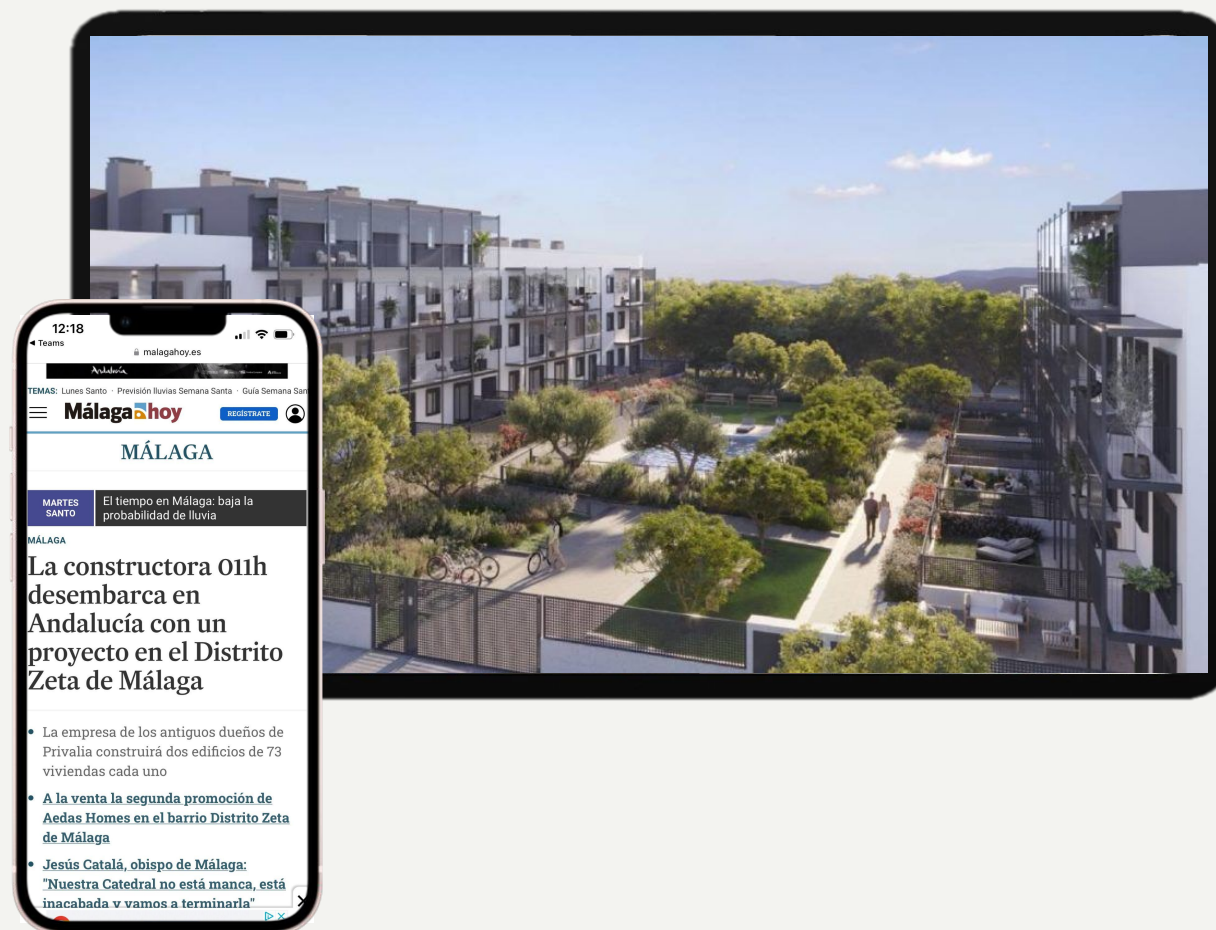 12:18
◀ Teams
malagahoy.es
Andalucía
TEMAS: Lunes Santo · Previsión lluvias Semana Santa · Guía Semana San
Málaga hoy
REGÍSTRATE
MÁLAGA
MARTES SANTO
El tiempo en Málaga: baja la
probabilidad de lluvia
MÁLAGA
La constructora 011h
desembarca en
Andalucía con un
proyecto en el Distrito
Zeta de Málaga
• La empresa de los antiguos dueños de
Privalia construirá dos edificios de 73
viviendas cada uno
• A la venta la segunda promoción de
Aedas Homes en el barrio Distrito Zeta
de Málaga
• Jesús Catalá, obispo de Málaga:
"Nuestra Catedral no está manca, está
inacabada y vamos a terminarla"